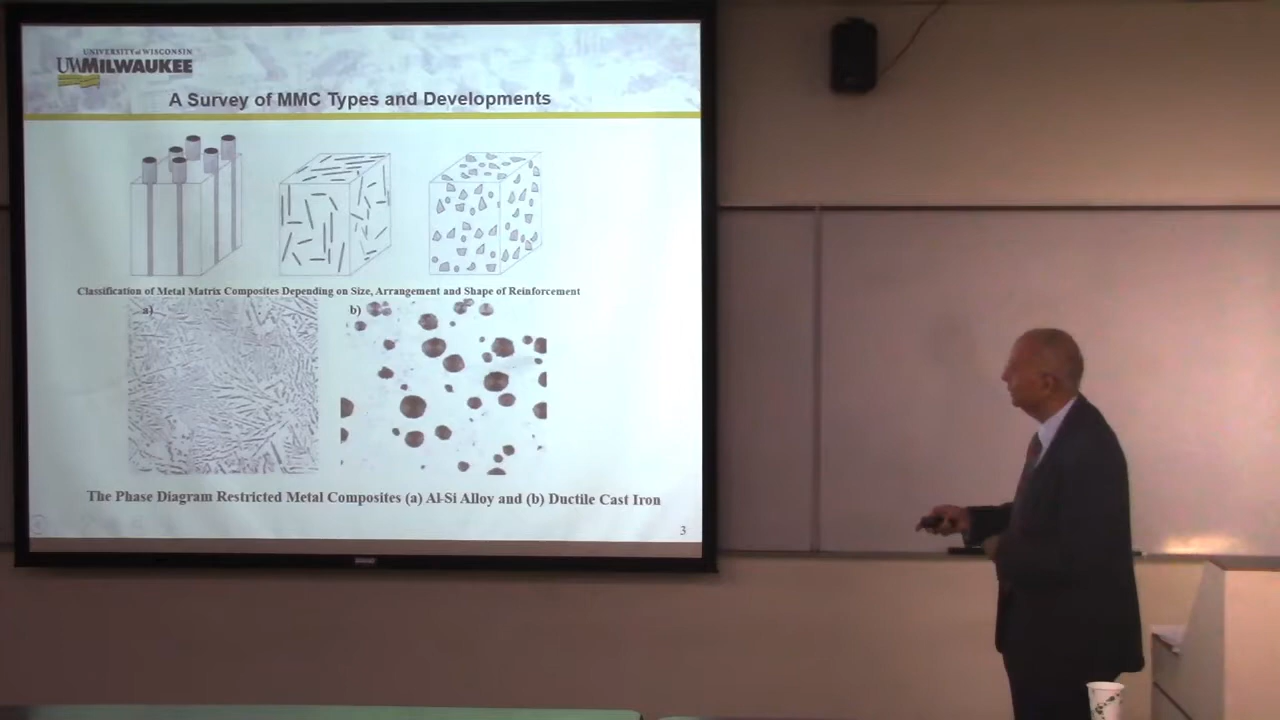 UNIVERSITY of WISCONSIN
UWMILWAUKEE
A Survey of MMC Types and Developments
Classification of Metal Matrix Composites Depending on Size, Arrangement and Shape of Reinforcement
a)
b)
The Phase Diagram Restricted Metal Composites (a) Al-Si Alloy and (b) Ductile Cast Iron
3